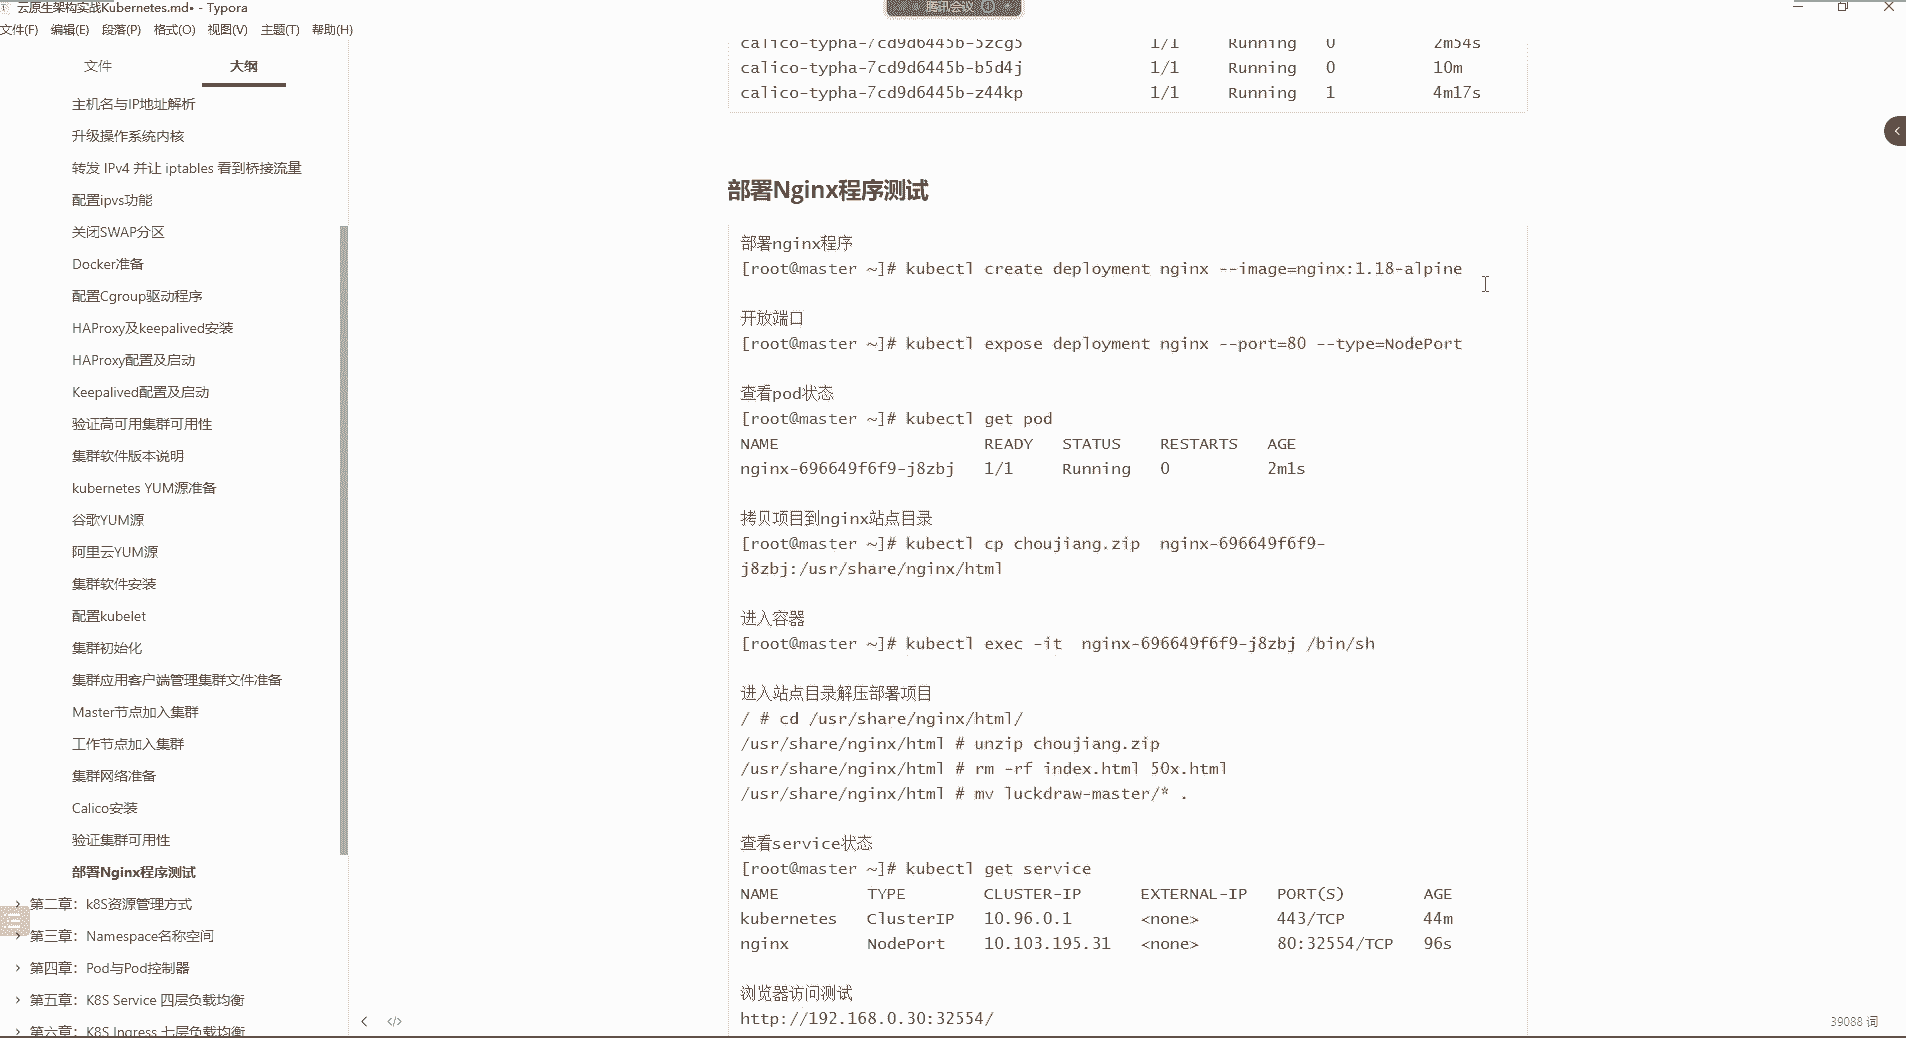 云原生架构实战Kubernetes.md• - Typora
腾讯会议
文件(F) 编辑(E) 段落(P) 格式(O) 视图(V) 主题(T) 帮助(H)
文件 大纲
主机名与IP地址解析
升级操作系统内核
转发 IPv4 并让 iptables 看到桥接流量
配置ipvs功能
关闭SWAP分区
Docker准备
配置Cgroup驱动程序
HAProxy及keepalived安装
HAProxy配置及启动
Keepalived配置及启动
验证高可用集群可用性
集群软件版本说明
kubernetes YUM源准备
谷歌YUM源
阿里云YUM源
集群软件安装
配置kubelet
集群初始化
集群应用客户端管理集群文件准备
Master节点加入集群
工作节点加入集群
集群网络准备
Calico安装
验证集群可用性
部署Nginx程序测试
第二章：k8S资源管理方式
第三章：Namespace名称空间
第四章：Pod与Pod控制器
第五章：K8S Service 四层负载均衡
第六章：K8S Ingress 七层负载均衡
calico-typha-7cd9d6445b-5zcg5 1/1 Running 0 2m54s
calico-typha-7cd9d6445b-b5d4j 1/1 Running 0 10m
calico-typha-7cd9d6445b-z44kp 1/1 Running 1 4m17s
部署Nginx程序测试
部署nginx程序
[root@master ~]# kubectl create deployment nginx --image=nginx:1.18-alpine
开放端口
[root@master ~]# kubectl expose deployment nginx --port=80 --type=NodePort
查看pod状态
[root@master ~]# kubectl get pod
NAME READY STATUS RESTARTS AGE
nginx-696649f6f9-j8zbj 1/1 Running 0 2m1s
拷贝项目到nginx站点目录
[root@master ~]# kubectl cp choujiang.zip nginx-696649f6f9-
j8zbj:/usr/share/nginx/html
进入容器
[root@master ~]# kubectl exec -it nginx-696649f6f9-j8zbj /bin/sh
进入站点目录解压部署项目
/ # cd /usr/share/nginx/html/
/usr/share/nginx/html # unzip choujiang.zip
/usr/share/nginx/html # rm -rf index.html 50x.html
/usr/share/nginx/html # mv luckdraw-master/* .
查看service状态
[root@master ~]# kubectl get service
NAME TYPE CLUSTER-IP EXTERNAL-IP PORT(S) AGE
kubernetes ClusterIP 10.96.0.1 <none> 443/TCP 44m
nginx NodePort 10.103.195.31 <none> 80:32554/TCP 96s
浏览器访问测试
http://192.168.0.30:32554/
39088 词